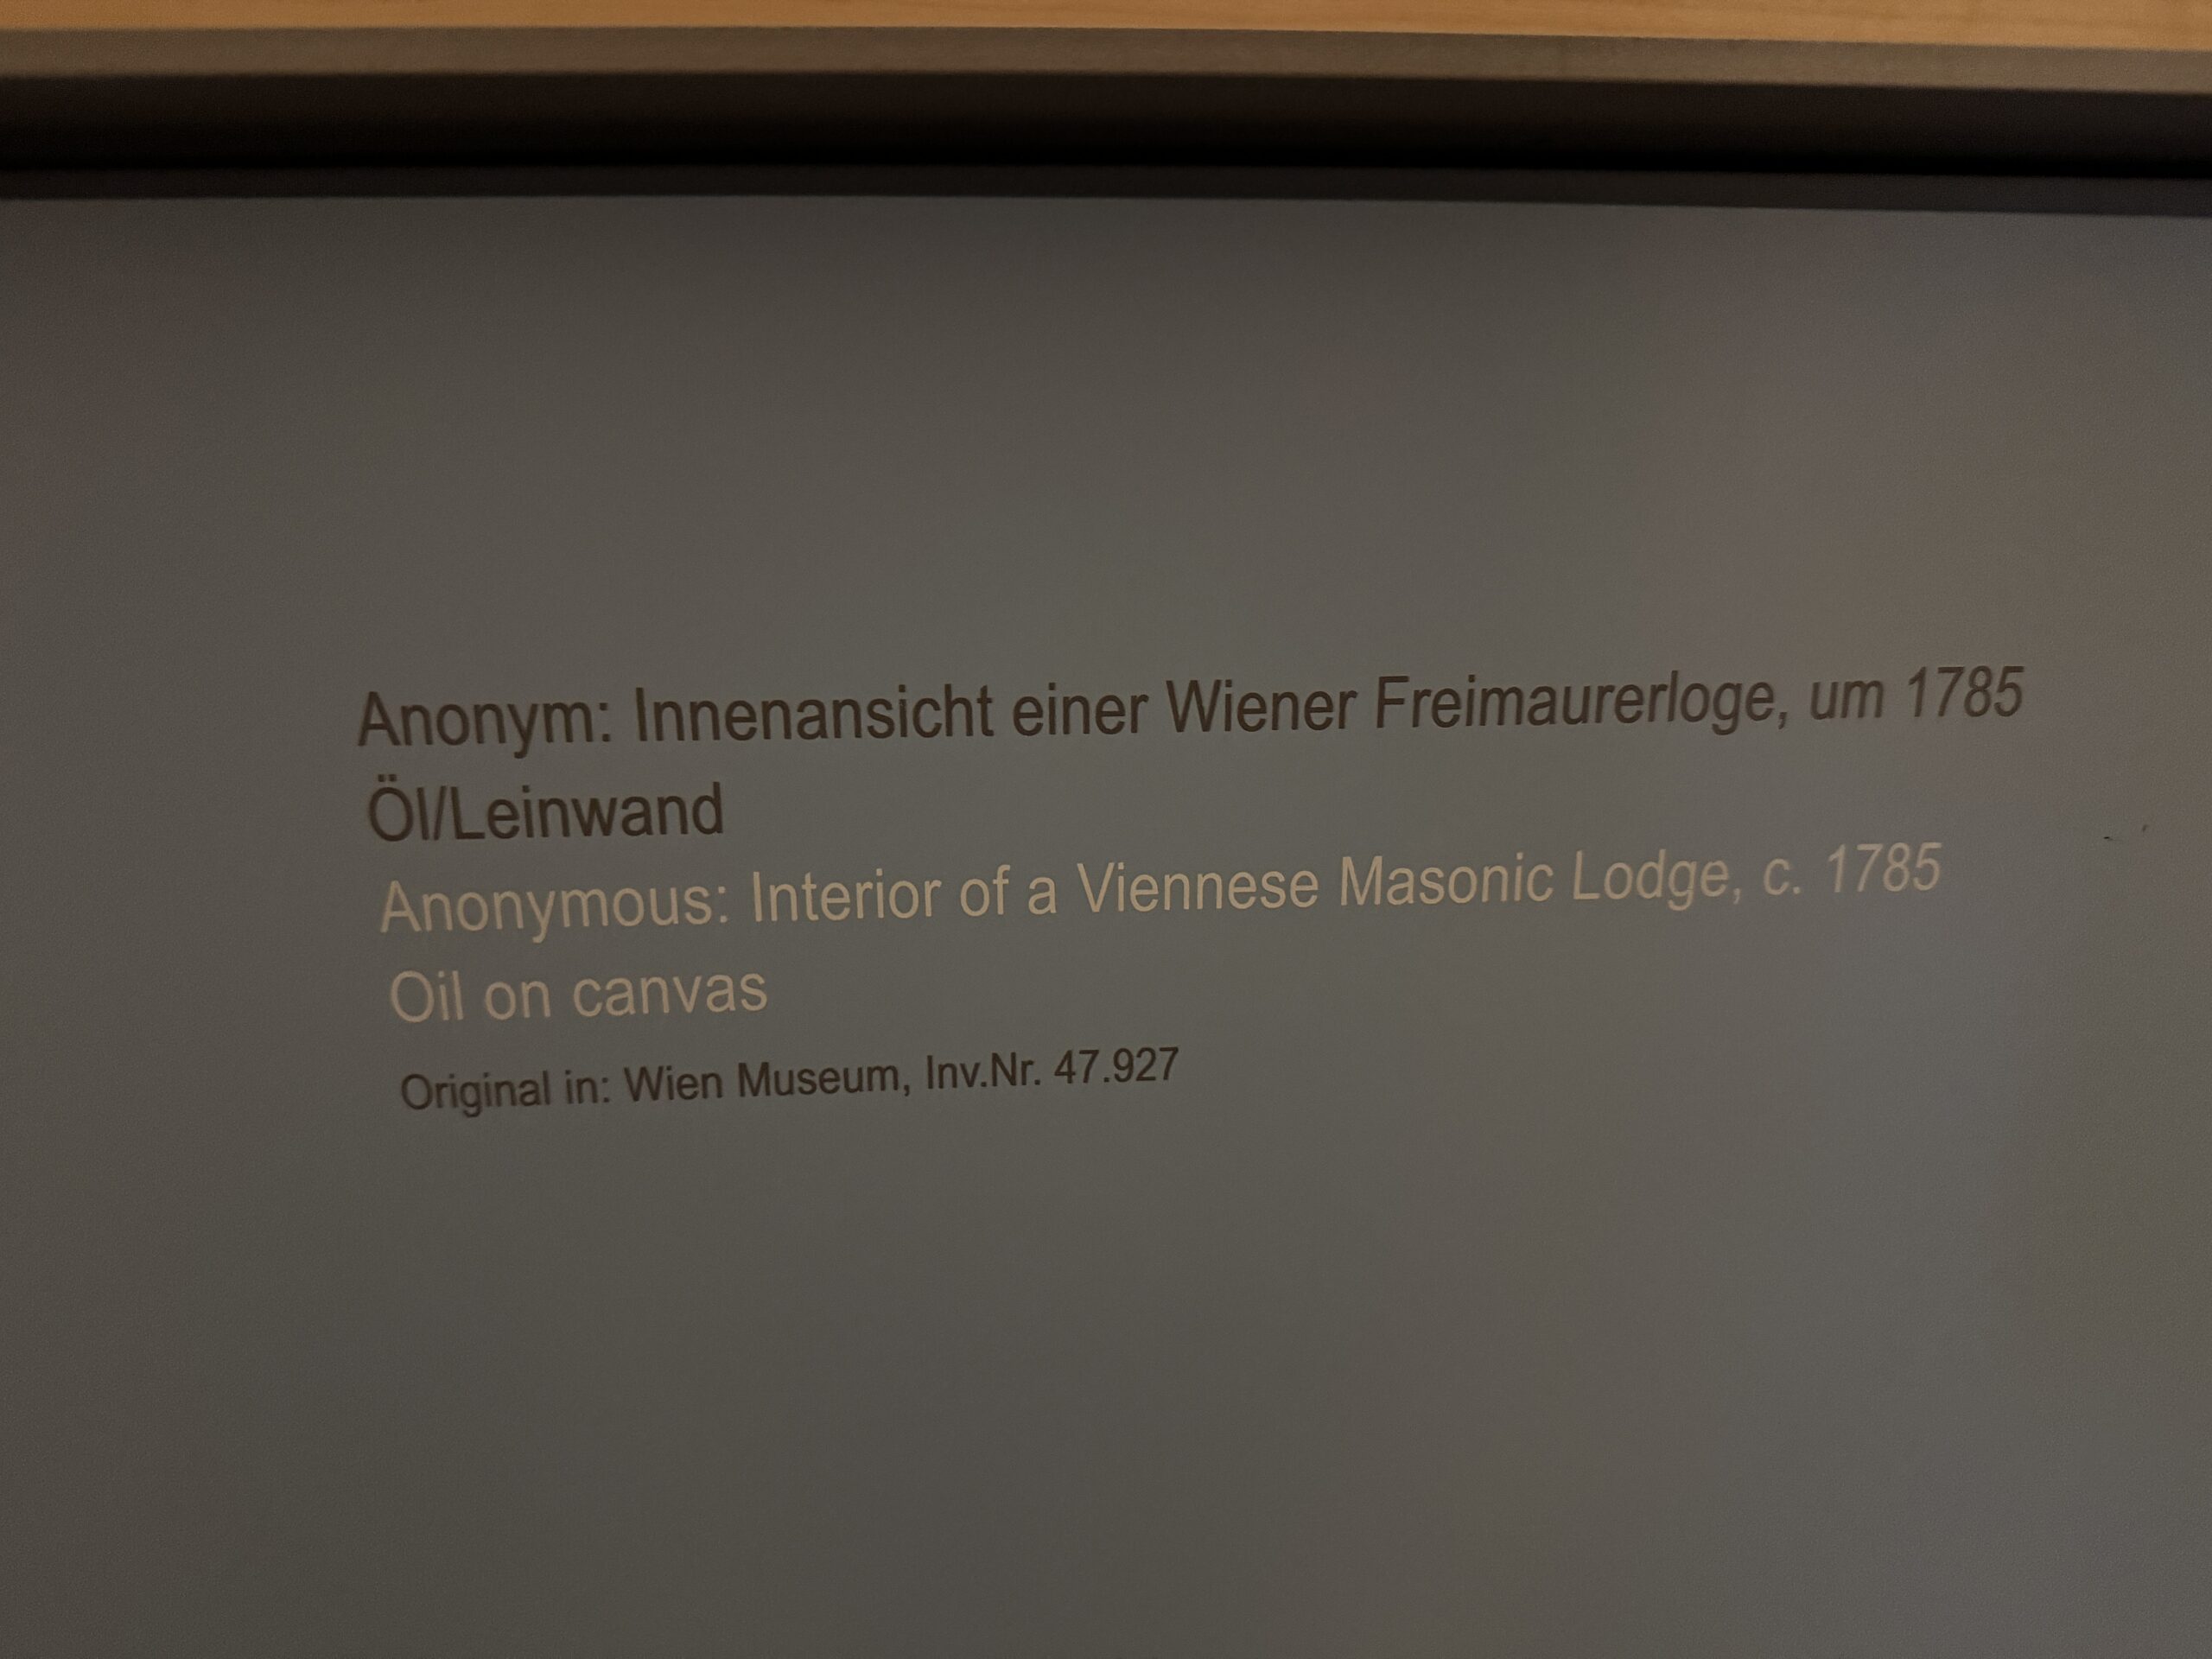 Anonym: Innenansicht einer Wiener Freimaurerloge, um 1785
Öl/Leinwand
Anonymous: Interior of a Viennese Masonic Lodge, c. 1785
Oil on canvas
Original in: Wien Museum, Inv.Nr. 47.927